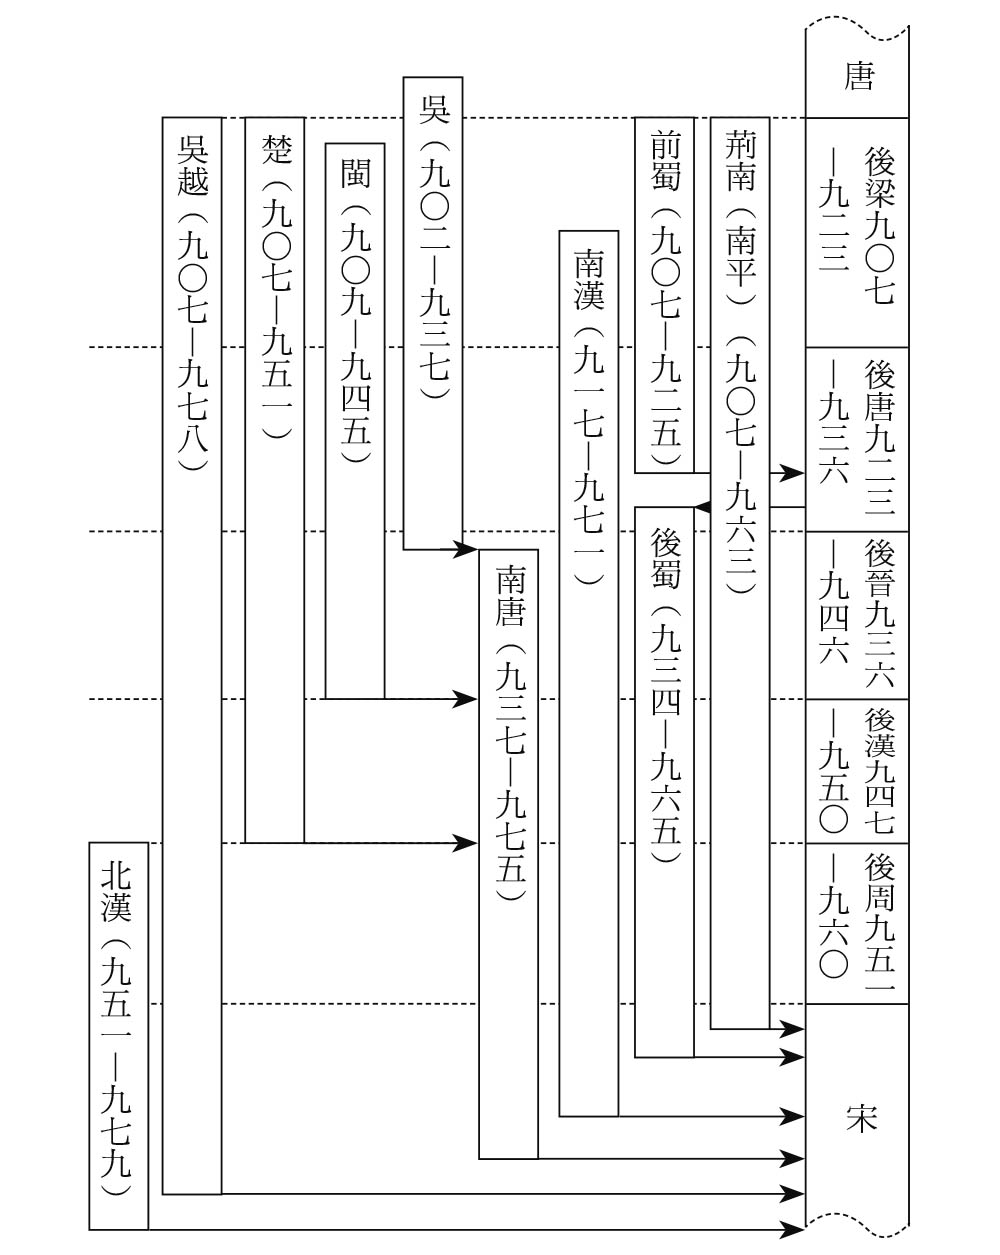 唐
後梁九〇七
—九二三
後唐九二三
—九三六
後晉九三六
—九四六
後漢九四七
—九五〇
後周九五一
—九六〇
宋
荊南（南平）（九〇七—九六三）
前蜀（九〇七—九二五）
後蜀（九三四—九六五）
南漢（九一七—九七一）
南唐（九三七—九七五）
吳（九〇二—九三七）
閩（九〇九—九四五）
楚（九〇七—九五一）
吳越（九〇七—九七八）
北漢（九五一—九七九）